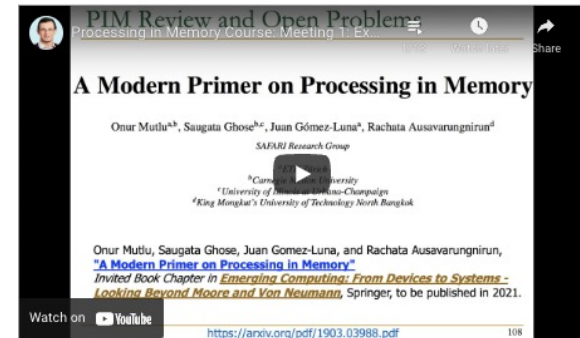 PIM Review and Open Problems
Processing in Memory Course: Meeting 1: Ex...
Watch later
Share
A Modern Primer on Processing in Memory
Onur Mutlu^a,b, Saugata Ghose^b,c, Juan Gómez-Luna^a, Rachata Ausavarungnirun^d
SAFARI Research Group
^b Carnegie Mellon University
^c University of Illinois at Urbana-Champaign
^d King Mongkut's University of Technology North Bangkok
Onur Mutlu, Saugata Ghose, Juan Gomez-Luna, and Rachata Ausavarungnirun,
"A Modern Primer on Processing in Memory"
Invited Book Chapter in Emerging Computing: From Devices to Systems -
Looking Beyond Moore and Von Neumann, Springer, to be published in 2021.
Watch on YouTube
https://arxiv.org/pdf/1903.03988.pdf
108